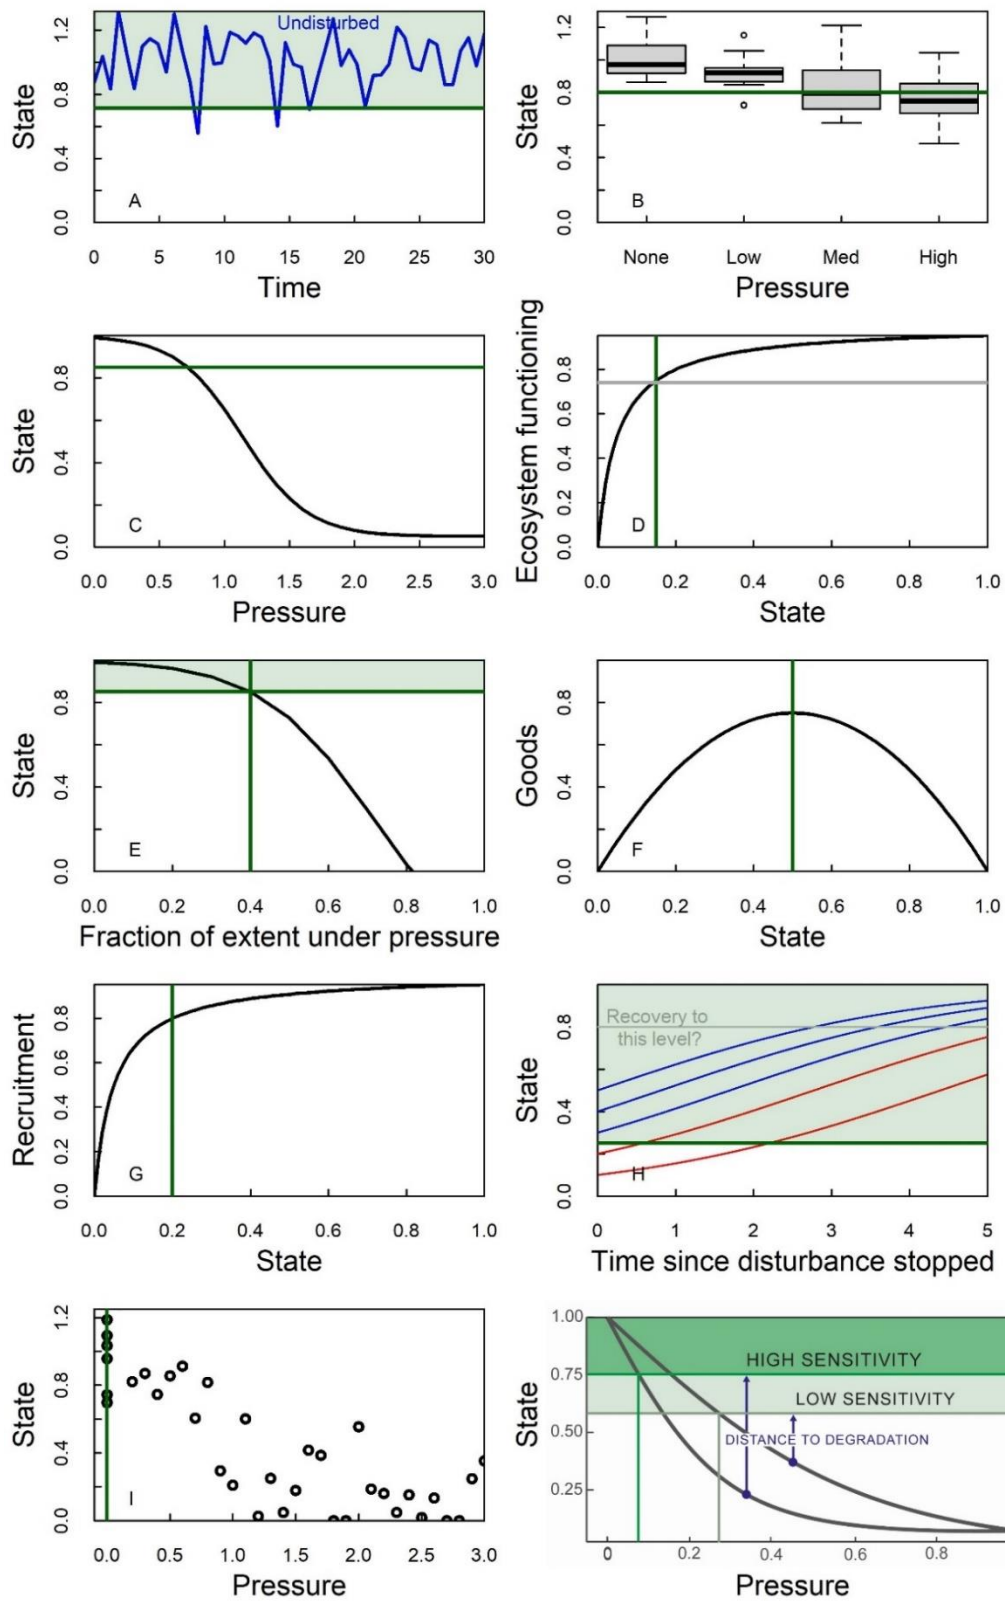 Undisturbed
State
0.0 0.4 0.8 1.2
A
0 5 10 15 20 25 30
Time
State
0.0 0.4 0.8 1.2
B
None Low Med High
Pressure
State
0.0 0.4 0.8
C
0.0 0.5 1.0 1.5 2.0 2.5 3.0
Pressure
Ecosystem functioning
0.0 0.2 0.4 0.6 0.8
D
0.0 0.2 0.4 0.6 0.8 1.0
State
State
0.0 0.4 0.8
E
0.0 0.2 0.4 0.6 0.8 1.0
Fraction of extent under pressure
Goods
0.0 0.4 0.8
F
0.0 0.2 0.4 0.6 0.8 1.0
State
Recruitment
0.0 0.2 0.4 0.6 0.8
G
0.0 0.2 0.4 0.6 0.8 1.0
State
Recovery to
this level?
State
0.0 0.4 0.8
H
0 1 2 3 4 5
Time since disturbance stopped
State
0.0 0.4 0.8 1.2
I
0.0 0.5 1.0 1.5 2.0 2.5 3.0
Pressure
State
1.00
0.75
0.50
0.25
HIGH SENSITIVITY
LOW SENSITIVITY
DISTANCE TO DEGRADATION
0 0.2 0.4 0.6 0.8
Pressure